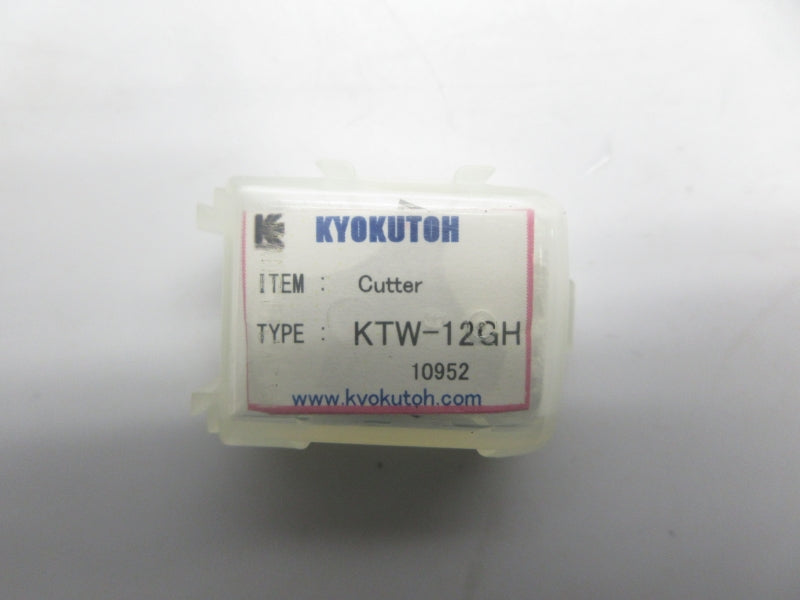 K KYOKUTOH
ITEM : Cutter
TYPE : KTW-12GH
10952
www.kyokutoh.com